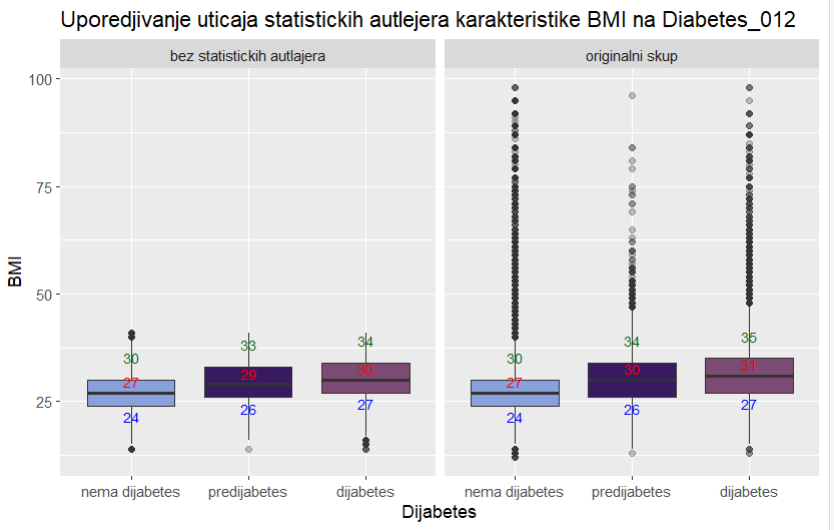 Uporedjivanje uticaja statistickih autlejera karakteristike BMI na Diabetes_012
bez statistickih autlajera
originalni skup
100
75
50
25
BMI
30
27
24
33
29
26
34
30
27
30
27
24
34
30
26
35
31
27
nema dijabetes
predijabetes
dijabetes
nema dijabetes
predijabetes
dijabetes
Dijabetes